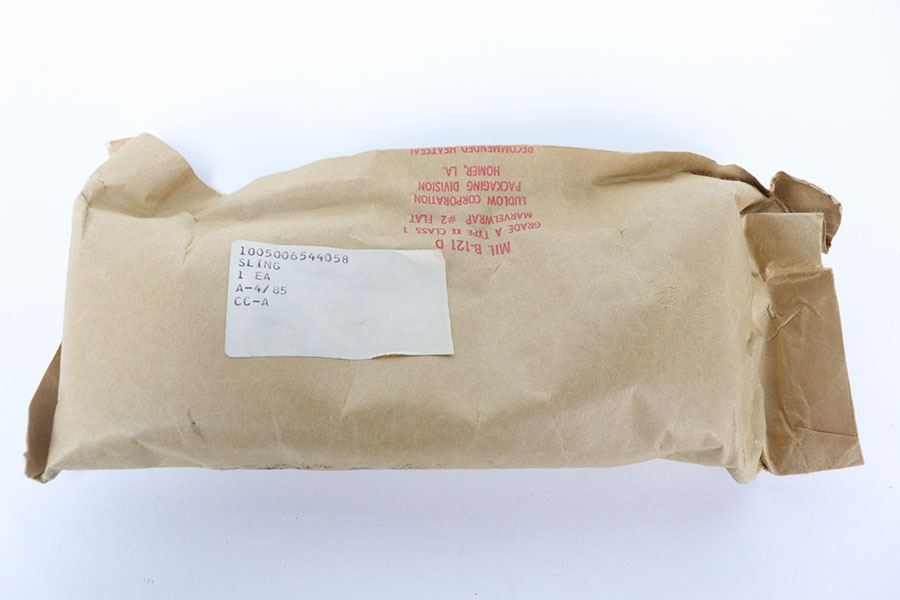 1005006544058
SLING
1 EA
A-4/85
CC-A
MIL B-121 D
GRADE A TYPE II CLASS 1
MARVELWRAP #2 FLAT
LUDLOW CORPORATION
PACKAGING DIVISION
HOMER, LA.
RECOMMENDED HEATSEAL